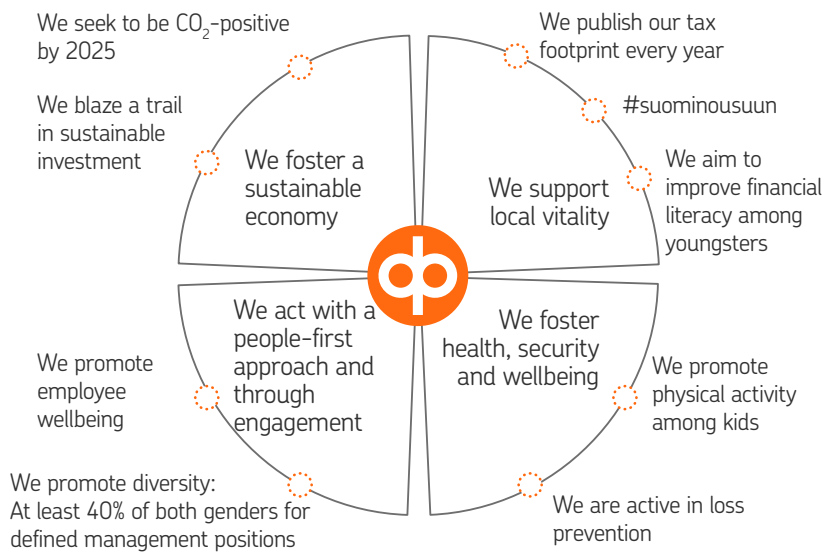 We seek to be CO₂-positive
by 2025
We blaze a trail
in sustainable
investment
We foster a
sustainable
economy
We publish our tax
footprint every year
#suominousuun
We aim to
improve financial
literacy among
youngsters
We support
local vitality
We act with a
people-first
approach and
through
engagement
We promote
employee
wellbeing
We promote diversity:
At least 40% of both genders for
defined management positions
We foster
health, security
and wellbeing
We promote
physical activity
among kids
We are active in loss
prevention